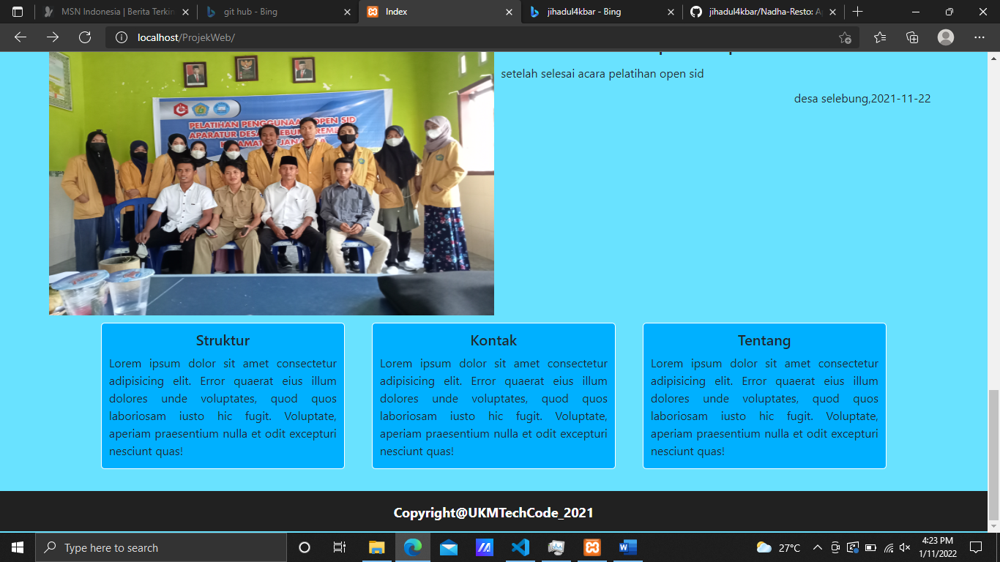 MSN Indonesia | Berita Terkin
git hub - Bing
Index
jihadul4kbar - Bing
jihadul4kbar/Nadha-Resto: A
localhost/ProjekWeb/
setelah selesai acara pelatihan open sid
desa selebung,2021-11-22
PELATIHAN PENGGUNAAN OPEN SID
APARATUR DESA
Struktur
Lorem ipsum dolor sit amet consectetur
adipisicing elit. Error quaerat eius illum
dolores unde voluptates, quod quos
laboriosam iusto hic fugit. Voluptate,
aperiam praesentium nulla et odit excepturi
nesciunt quas!
Kontak
Lorem ipsum dolor sit amet consectetur
adipisicing elit. Error quaerat eius illum
dolores unde voluptates, quod quos
laboriosam iusto hic fugit. Voluptate,
aperiam praesentium nulla et odit excepturi
nesciunt quas!
Tentang
Lorem ipsum dolor sit amet consectetur
adipisicing elit. Error quaerat eius illum
dolores unde voluptates, quod quos
laboriosam iusto hic fugit. Voluptate,
aperiam praesentium nulla et odit excepturi
nesciunt quas!
Copyright@UKMTechCode_2021
Type here to search
27°C
4:23 PM
1/11/2022